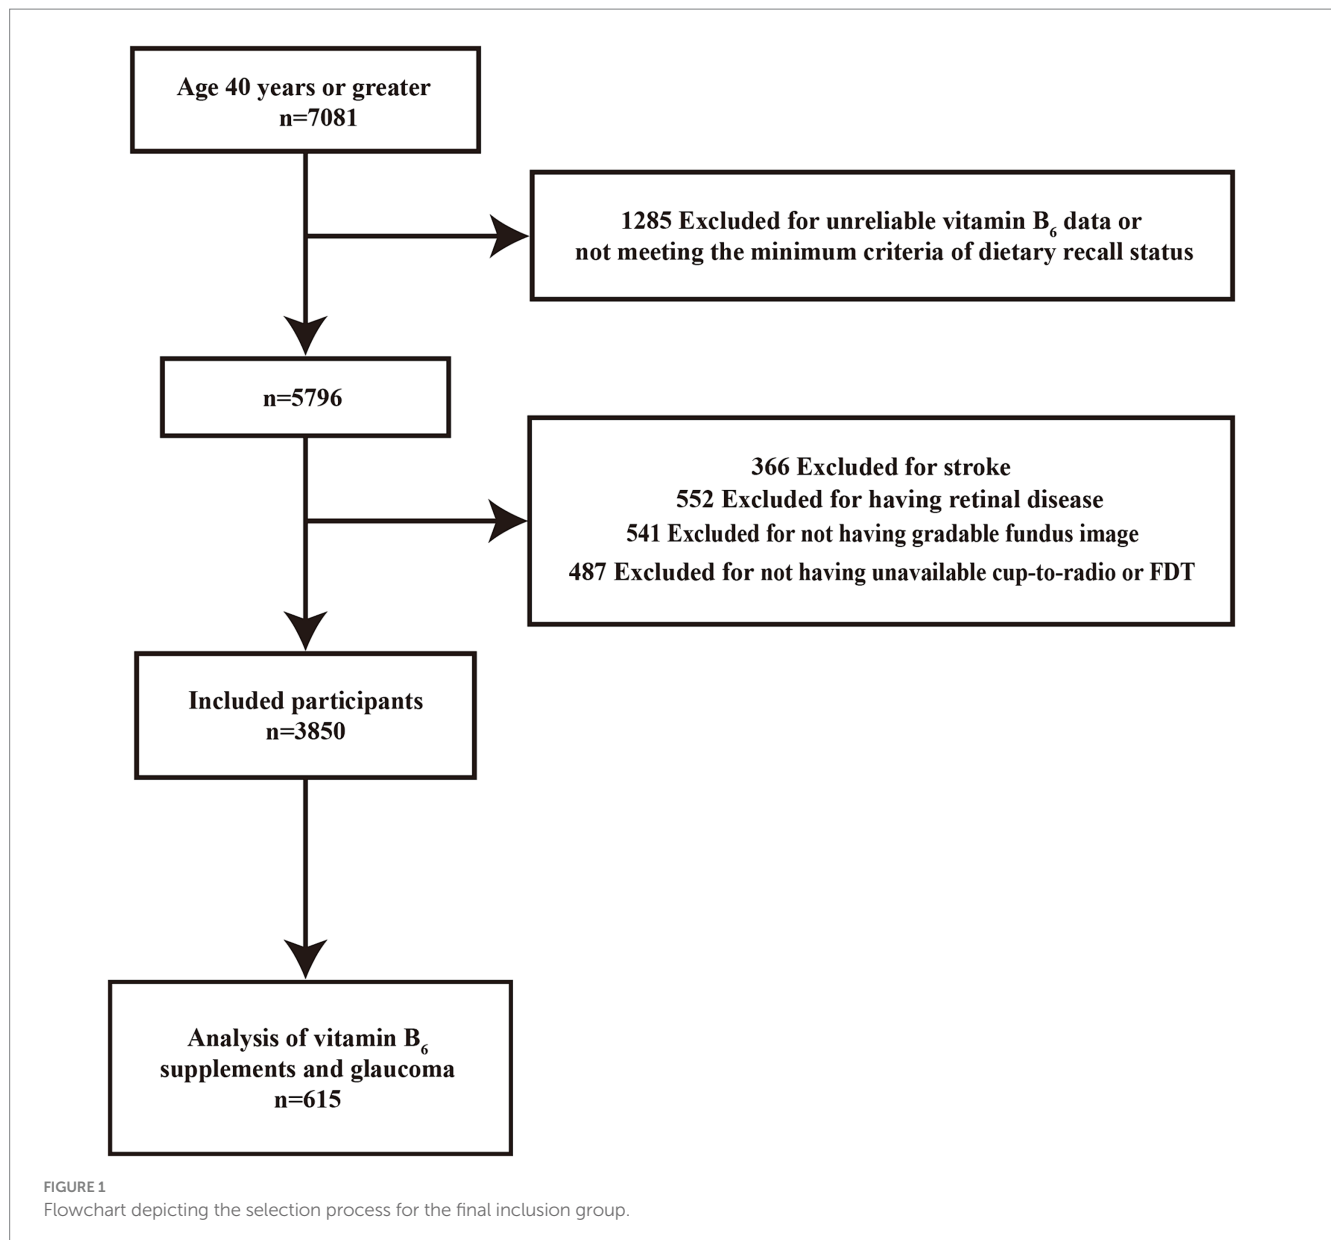 Age 40 years or greater
n=7081
1285 Excluded for unreliable vitamin B6 data or
not meeting the minimum criteria of dietary recall status
n=5796
366 Excluded for stroke
552 Excluded for having retinal disease
541 Excluded for not having gradable fundus image
487 Excluded for not having unavailable cup-to-radio or FDT
Included participants
n=3850
Analysis of vitamin B6
supplements and glaucoma
n=615
FIGURE 1
Flowchart depicting the selection process for the final inclusion group.